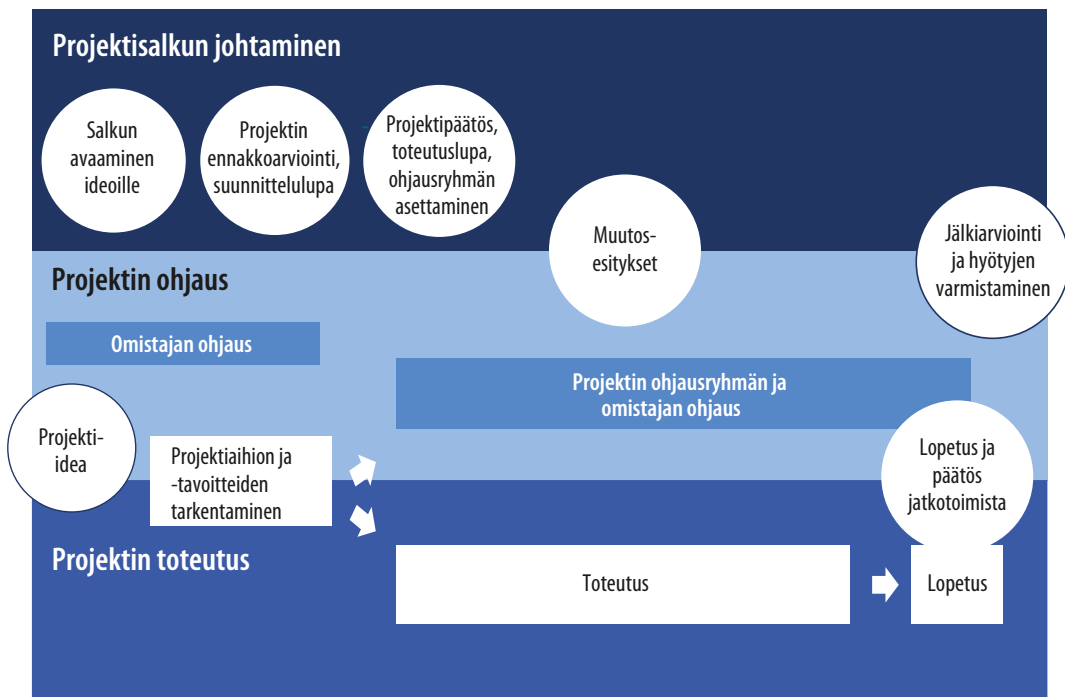 Projektisalkun johtaminen
Salkun
avaaminen
ideoille
Projektin
ennakkoarviointi,
suunnittelulupa
Projektipäätös,
toteutuslupa,
ohjausryhmän
asettaminen
Muutos-
esitykset
Jälkiarviointi
ja hyötyjen
varmistaminen
Projektin ohjaus
Omistajan ohjaus
Projektin ohjausryhmän ja
omistajan ohjaus
Projekti-
idea
Projektiaihion ja
-tavoitteiden
tarkentaminen
Lopetus ja
päätös
jatkotoimista
Projektin toteutus
Toteutus
Lopetus